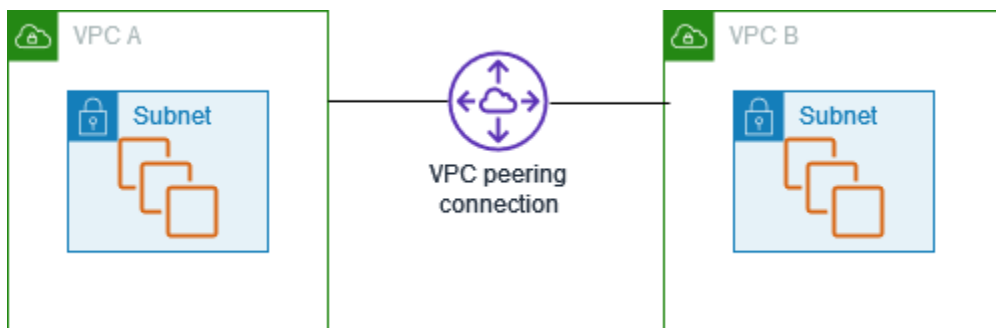 VPC A
VPC B
Subnet
Subnet
VPC peering
connection